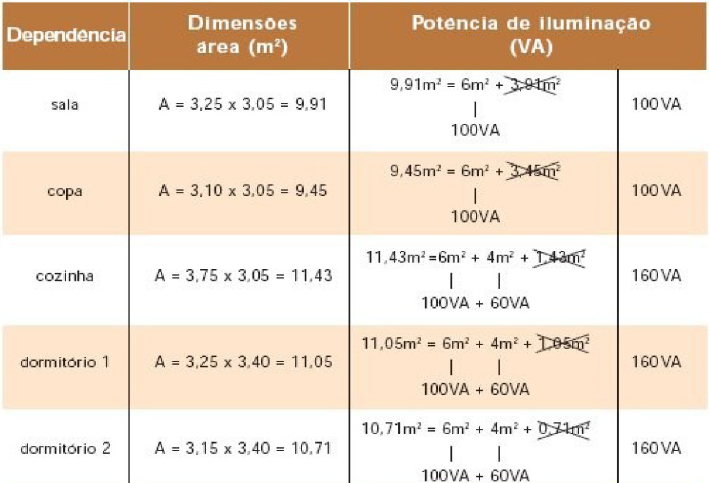 Dependência
Dimensões
área (m²)
Potência de iluminação
(VA)
sala
A = 3,25 x 3,05 = 9,91
9,91m² = 6m² + 3,91m²
|
100VA
100VA
copa
A = 3,10 x 3,05 = 9,45
9,45m² = 6m² + 3,45m²
|
100VA
100VA
cozinha
A = 3,75 x 3,05 = 11,43
11,43m² =6m² + 4m² + 1,43m²
| |
100VA + 60VA
160VA
dormitório 1
A = 3,25 x 3,40 = 11,05
11,05m² = 6m² + 4m² + 1,05m²
| |
100VA + 60VA
160VA
dormitório 2
A = 3,15 x 3,40 = 10,71
10,71m² = 6m² + 4m² + 0,71m²
| |
100VA + 60VA
160VA